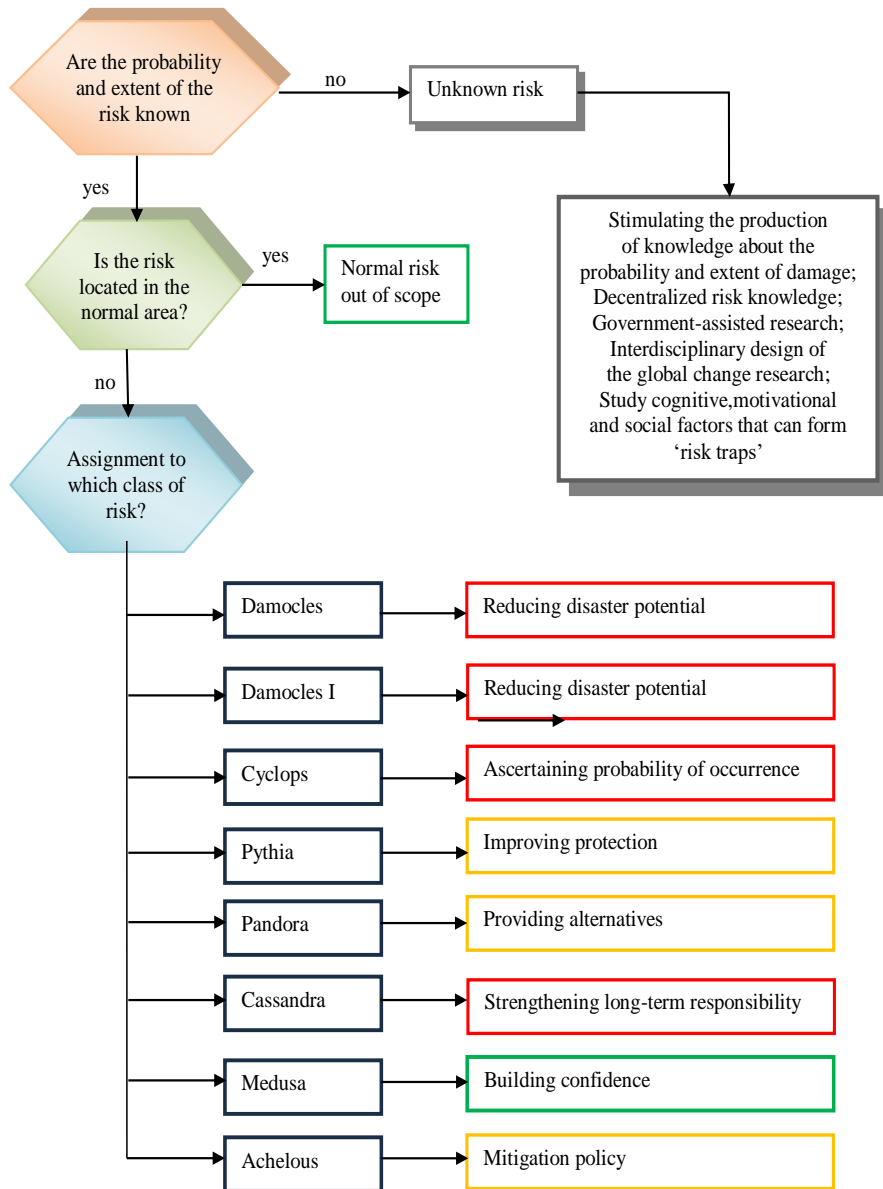 Are the probability
and extent of the
risk known
no
Unknown risk
yes
Stimulating the production
of knowledge about the
probability and extent of damage;
Decentralized risk knowledge;
Government-assisted research;
Interdisciplinary design of
the global change research;
Study cognitive,motivational
and social factors that can form
‘risk traps’
Is the risk
located in the
normal area?
yes
Normal risk
out of scope
no
Assignment to
which class of
risk?
Damocles
Reducing disaster potential
Damocles I
Reducing disaster potential
Cyclops
Ascertaining probability of occurrence
Pythia
Improving protection
Pandora
Providing alternatives
Cassandra
Strengthening long-term responsibility
Medusa
Building confidence
Achelous
Mitigation policy